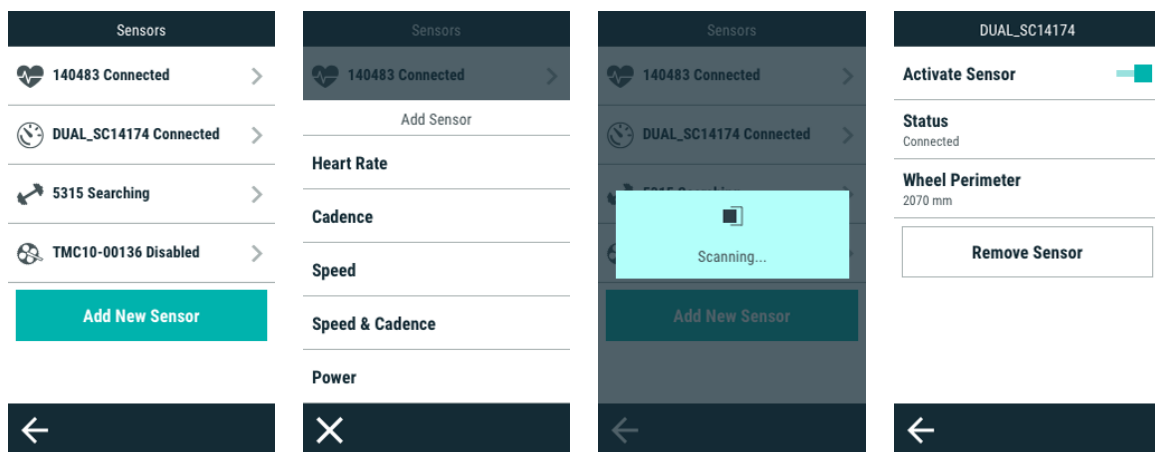 Sensors
140483 Connected
DUAL_SC14174 Connected
5315 Searching
TMC10-00136 Disabled
Add New Sensor
Sensors
140483 Connected
Add Sensor
Heart Rate
Cadence
Speed
Speed & Cadence
Power
Sensors
140483 Connected
DUAL_SC14174 Connected
Scanning...
Add New Sensor
DUAL_SC14174
Activate Sensor
Status
Connected
Wheel Perimeter
2070 mm
Remove Sensor